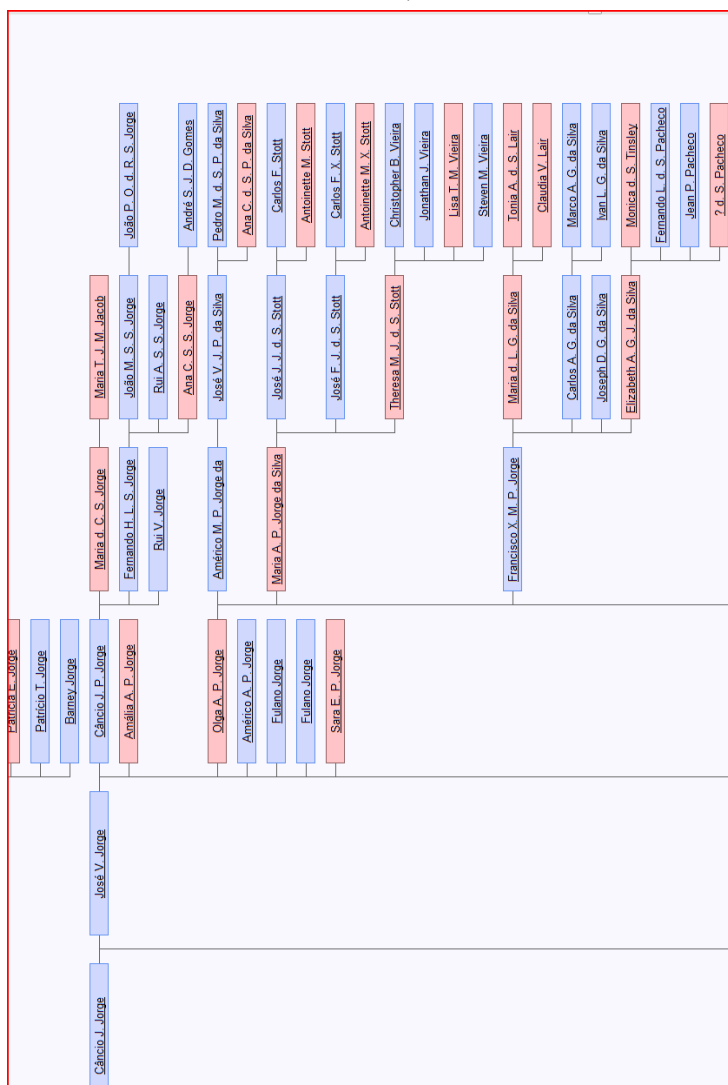 João P. O. d R. S. Jorge
André S. J. D. Gomes
Pedro M. d S. P. da Silva
Ana C. d S. P. da Silva
Carlos F. Stott
Antoinette M. Stott
Carlos F. X. Stott
Antoinette M. X. Stott
Christopher B. Vieira
Jonathan J. Vieira
Lisa T. M. Vieira
Steven M. Vieira
Tonia A. d. S. Lair
Claudia V. Lair
Marco A. G. da Silva
Ivan L. G. da Silva
Monica d. S. Tinsley
Fernando L. d. S. Pacheco
Jean P. Pacheco
? d. S. Pacheco
Maria T. J. M. Jacob
João M. S. S. Jorge
Rui A. S. S. Jorge
Ana C. S. S. Jorge
José V. J. P. da Silva
José J. J. d. S. Stott
José F. J. d. S. Stott
Theresa M. J. d. S. Stott
Maria d. L. G. da Silva
Carlos A. G. da Silva
Joseph D. G. da Silva
Elizabeth A. G. J. da Silva
Maria d. C. S. Jorge
Fernando H. L. S. Jorge
Rui V. Jorge
Américo M. P. Jorge da
Maria A. P. Jorge da Silva
Francisco X. M. P. Jorge
Patricia E. Jorge
Patrício T. Jorge
Barney Jorge
Câncio J. P. Jorge
Amália A. P. Jorge
Olga A. P. Jorge
Américo A. P. Jorge
Fulano Jorge
Fulano Jorge
Sara E. P. Jorge
José V. Jorge
Câncio J. Jorge